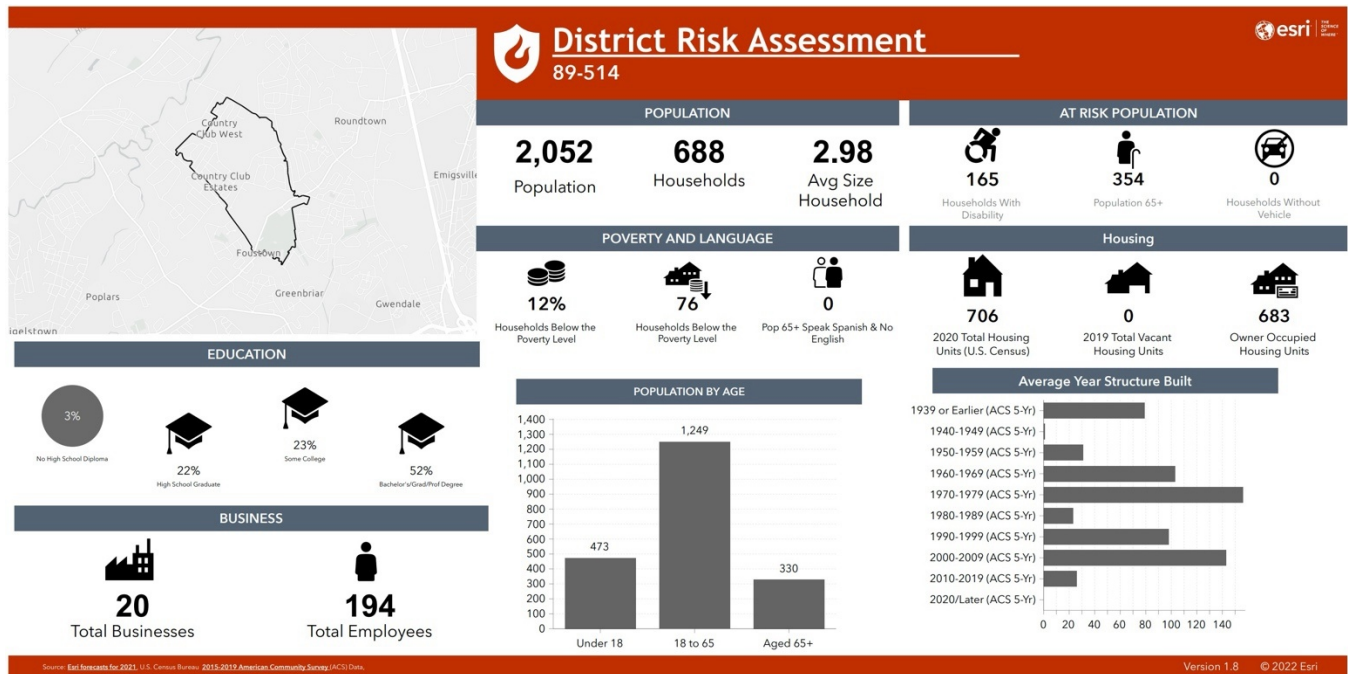 District Risk Assessment
89-514
esri
THE
SCIENCE
OF
WHERE
Country
Club West
Roundtown
Country Club
Estates
Emigsville
Foustown
Poplars
Greenbriar
Gwendale
igelstown
POPULATION
2,052
Population
688
Households
2.98
Avg Size
Household
AT RISK POPULATION
165
Households With
Disability
354
Population 65+
0
Households Without
Vehicle
POVERTY AND LANGUAGE
12%
Households Below the
Poverty Level
76
Households Below the
Poverty Level
0
Pop 65+ Speak Spanish & No
English
Housing
706
2020 Total Housing
Units (U.S. Census)
0
2019 Total Vacant
Housing Units
683
Owner Occupied
Housing Units
EDUCATION
3%
No High School Diploma
22%
High School Graduate
23%
Some College
52%
Bachelor's/Grad/Prof Degree
BUSINESS
20
Total Businesses
194
Total Employees
POPULATION BY AGE
1,400
1,300
1,200
1,100
1,000
900
800
700
600
500
400
300
200
100
0
473
1,249
330
Under 18
18 to 65
Aged 65+
Average Year Structure Built
1939 or Earlier (ACS 5-Yr)
1940-1949 (ACS 5-Yr)
1950-1959 (ACS 5-Yr)
1960-1969 (ACS 5-Yr)
1970-1979 (ACS 5-Yr)
1980-1989 (ACS 5-Yr)
1990-1999 (ACS 5-Yr)
2000-2009 (ACS 5-Yr)
2010-2019 (ACS 5-Yr)
2020/Later (ACS 5-Yr)
0 20 40 60 80 100 120 140
Source: Esri forecasts for 2021, U.S. Census Bureau 2015-2019 American Community Survey (ACS) Data.
Version 1.8 © 2022 Esri